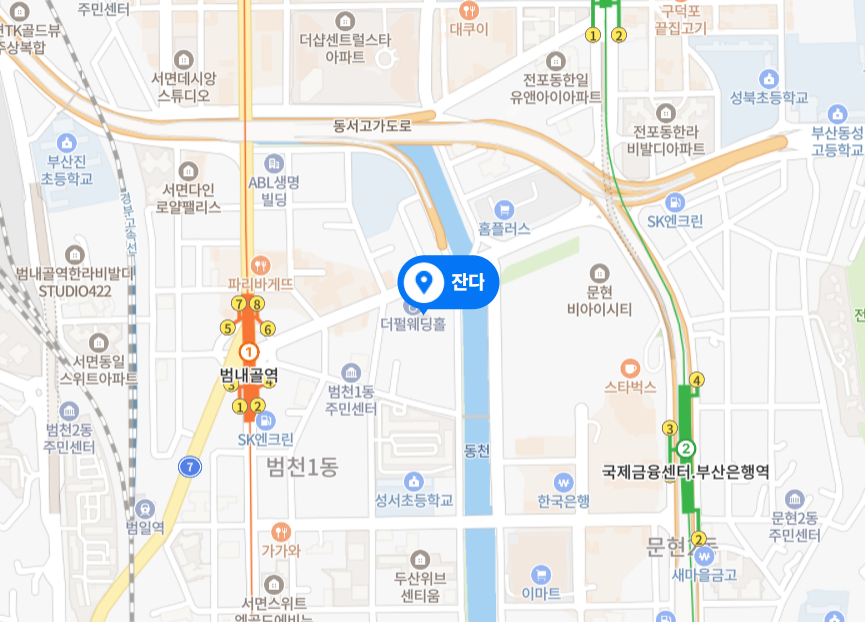 주민센터
TK골드뷰
주상복합
더샵센트럴스타
아파트
대쿠이
1
2
구덕포
끝집고기
서면데시앙
스튜디오
전포동한일
유앤아이아파트
성북초등학교
동서고가도로
전포동한라
비발디아파트
부산동성
고등학교
부산진
초등학교
ABL생명
빌딩
서면다인
로얄팰리스
경부고속선
홈플러스
SK엔크린
범내골역한라비발디
STUDIO422
파리바게뜨
잔다
문현
비아이시티
7
8
5
6
더펄웨딩홀
서면동일
스위트아파트
1
범내골역
3
4
1
2
SK엔크린
범천1동
주민센터
스타벅스
4
3
2
국제금융센터.부산은행역
범천2동
주민센터
7
범천1동
동천
성서초등학교
한국은행
범일역
문현2동
주민센터
2
문현2동
새마을금고
가가와
두산위브
센티움
이마트
서면스위트